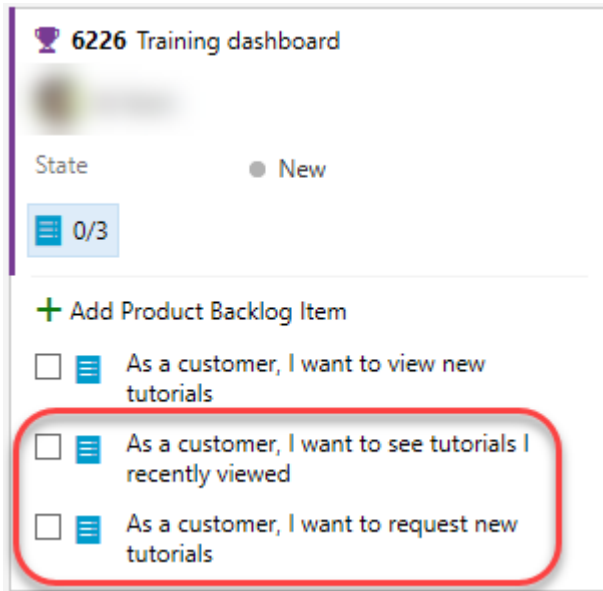 6226 Training dashboard
State New
0/3
Add Product Backlog Item
As a customer, I want to view new
tutorials
As a customer, I want to see tutorials I
recently viewed
As a customer, I want to request new
tutorials